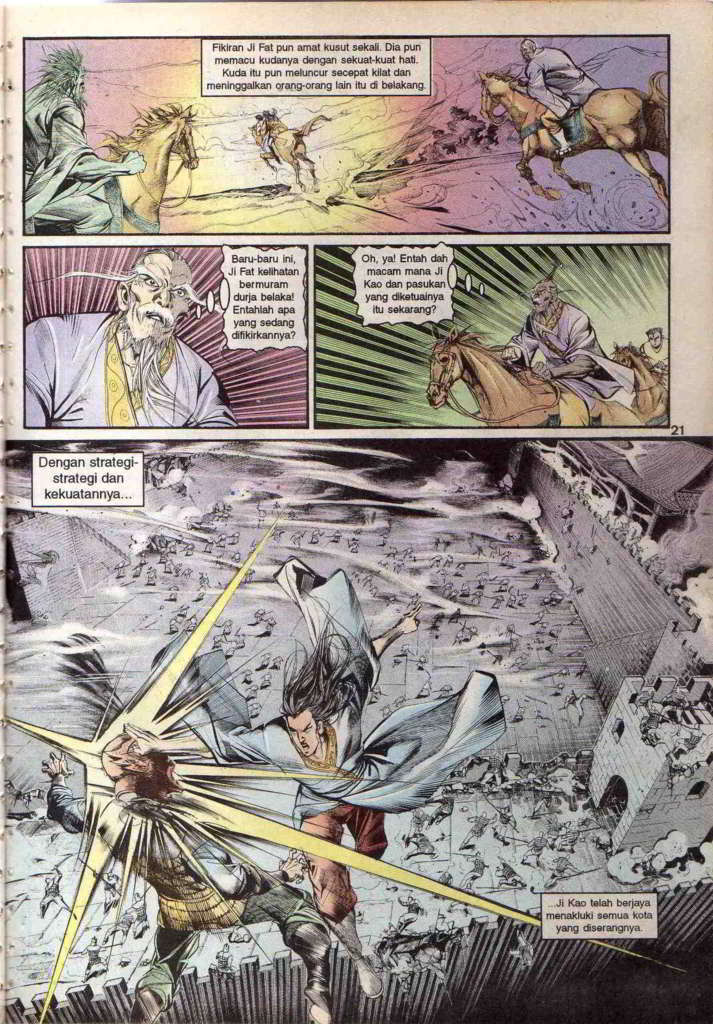 Fikiran Ji Fat pun amat kusut sekali. Dia pun
memacu kudanya dengan sekuat-kuat hati.
Kuda itu pun meluncur secepat kilat dan
meninggalkan orang-orang lain itu di belakang.
Baru-baru ini,
Ji Fat kelihatan
bermuram
durja belaka!
Entahlah apa
yang sedang
difikirkannya?
Oh, ya! Entah dah
macam mana Ji
Kao dan pasukan
yang diketuainya
itu sekarang?
21
Dengan strategi-
strategi dan
kekuatannya...
...Ji Kao telah berjaya
menakluki semua kota
yang diserangnya.